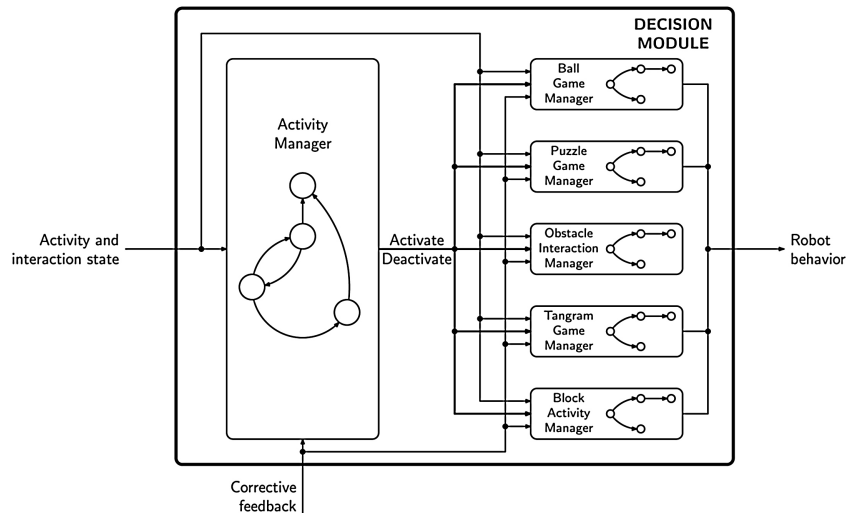 DECISION
MODULE
Activity
Manager
Activity and
interaction state
Activate
Deactivate
Ball
Game
Manager
Puzzle
Game
Manager
Obstacle
Interaction
Manager
Tangram
Game
Manager
Block
Activity
Manager
Robot
behavior
Corrective
feedback